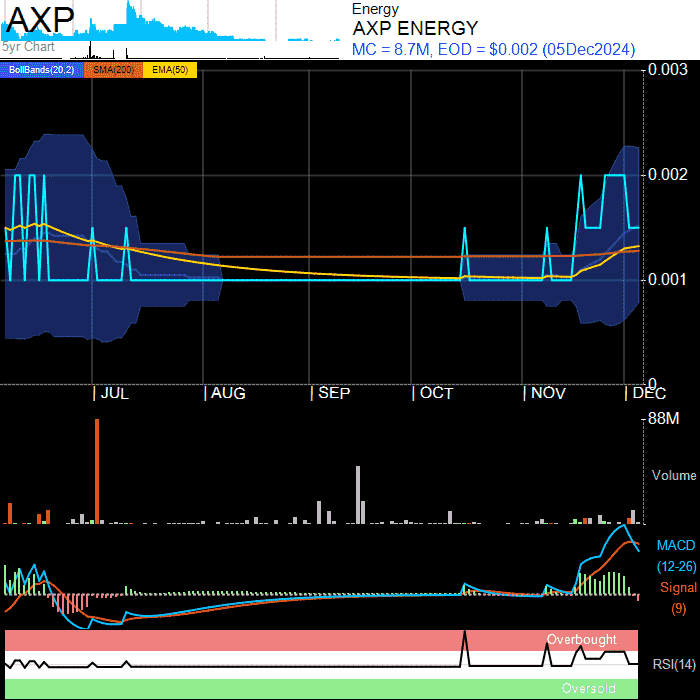 AXP
5yr Chart
Energy
AXP ENERGY
MC = 8.7M, EOD = $0.002 (05Dec2024)
BollBands(20,2) SMA(200) EMA(50)
0.003
0.002
0.001
0
JUL AUG SEP OCT NOV DEC
88M
Volume
MACD
(12-26)
Signal
(9)
Overbought
RSI(14)
Oversold